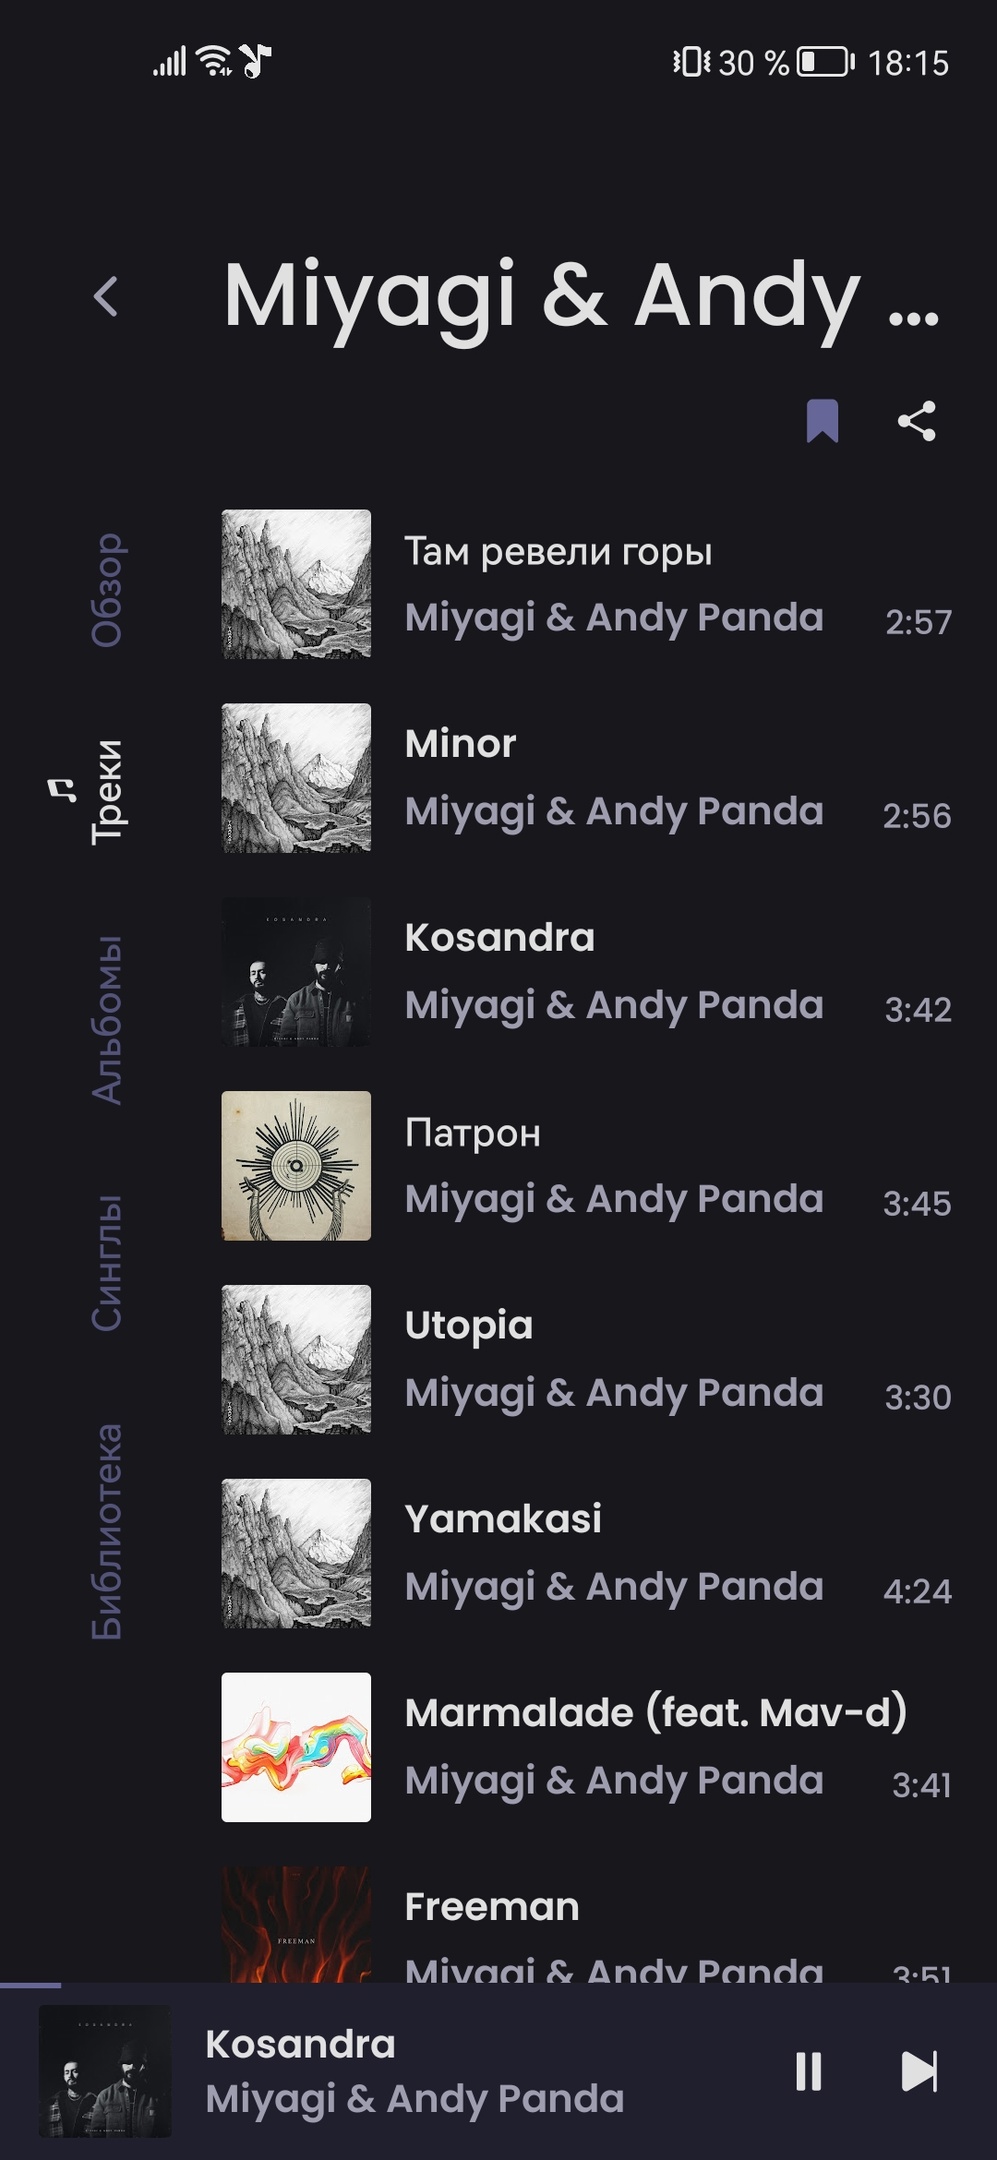 30 % 18:15
Miyagi & Andy ...
Обзор
Треки
Альбомы
Синглы
Библиотека
Там ревели горы
Miyagi & Andy Panda 2:57
Minor
Miyagi & Andy Panda 2:56
KOSANDRA
Kosandra
Miyagi & Andy Panda 3:42
Патрон
Miyagi & Andy Panda 3:45
Utopia
Miyagi & Andy Panda 3:30
Yamakasi
Miyagi & Andy Panda 4:24
Marmalade (feat. Mav-d)
Miyagi & Andy Panda 3:41
FREEMAN
Freeman
Miyagi & Andy Panda 3:51
KOSANDRA
Kosandra
Miyagi & Andy Panda